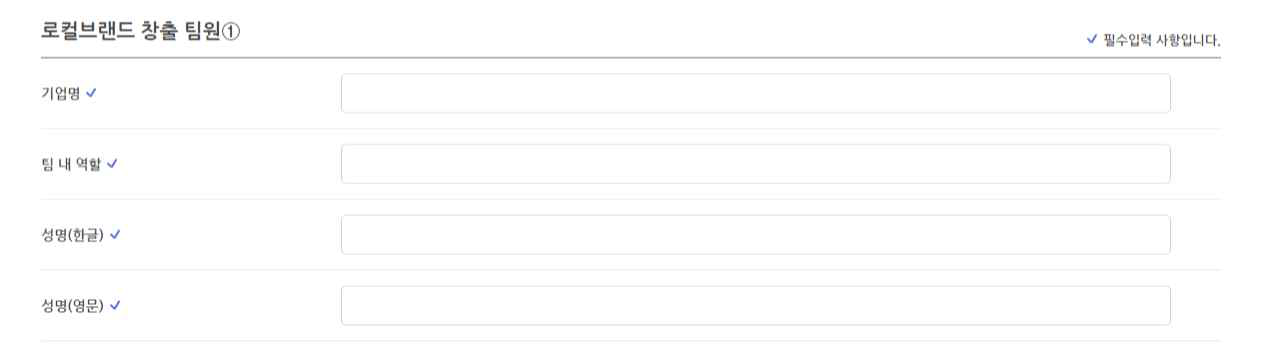 로컬브랜드 창출 팀원①
✓ 필수입력 사항입니다.
기업명 ✓
팀 내 역할 ✓
성명(한글) ✓
성명(영문) ✓